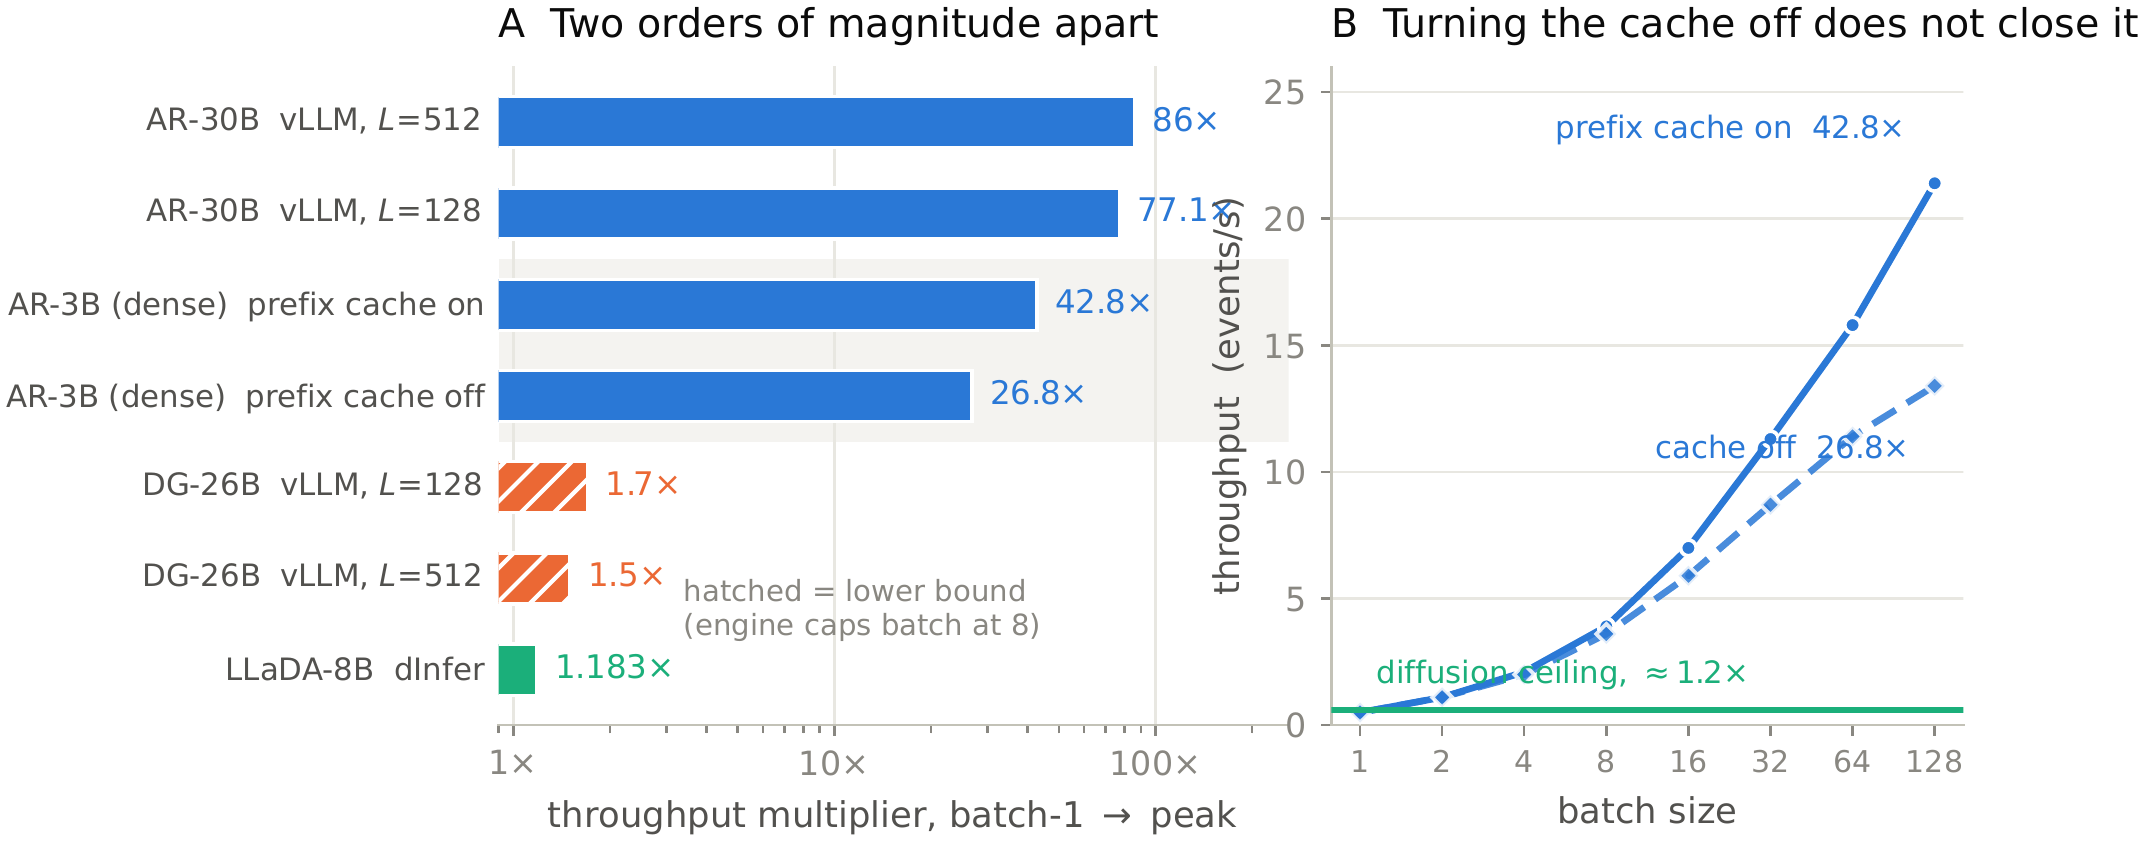 A  Two orders of magnitude apart
AR-30B  vLLM, L=512
86×
AR-30B  vLLM, L=128
77.1×
AR-3B (dense)  prefix cache on
42.8×
AR-3B (dense)  prefix cache off
26.8×
DG-26B  vLLM, L=128
1.7×
DG-26B  vLLM, L=512
1.5×
hatched = lower bound
(engine caps batch at 8)
LLaDA-8B  dInfer
1.183×
1×
10×
100×
throughput multiplier, batch-1 → peak
B  Turning the cache off does not close it
throughput  (events/s)
25
20
15
10
5
0
prefix cache on  42.8×
cache off  26.8×
diffusion ceiling, ≈1.2×
1
2
4
8
16
32
64
128
batch size